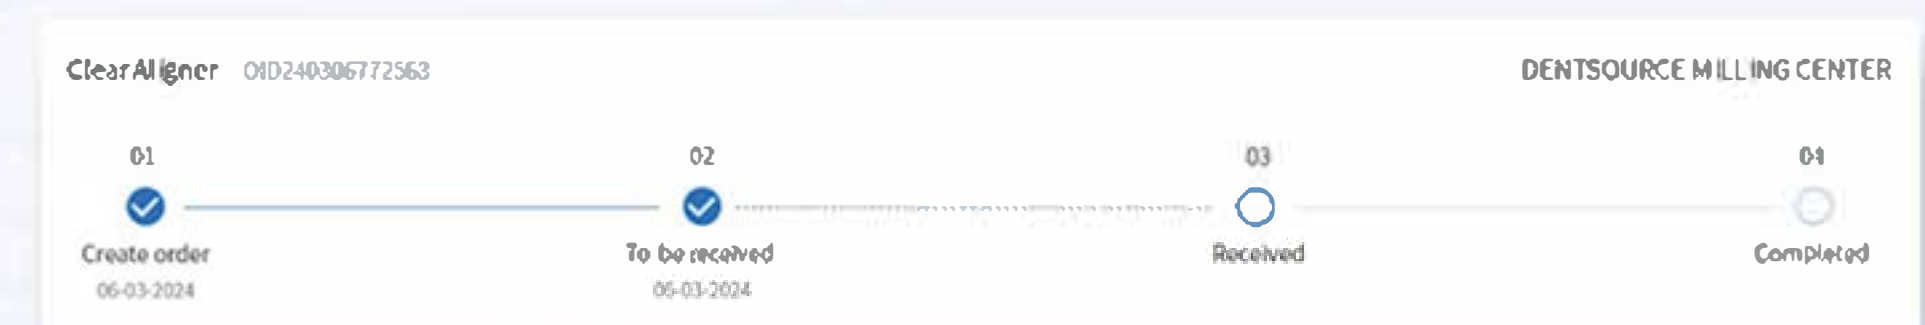 Clear Aligner OID240306772563 DENTSOURCE MILLING CENTER
01 02 03 04
Create order To be received Received Completed
06-03-2024 06-03-2024